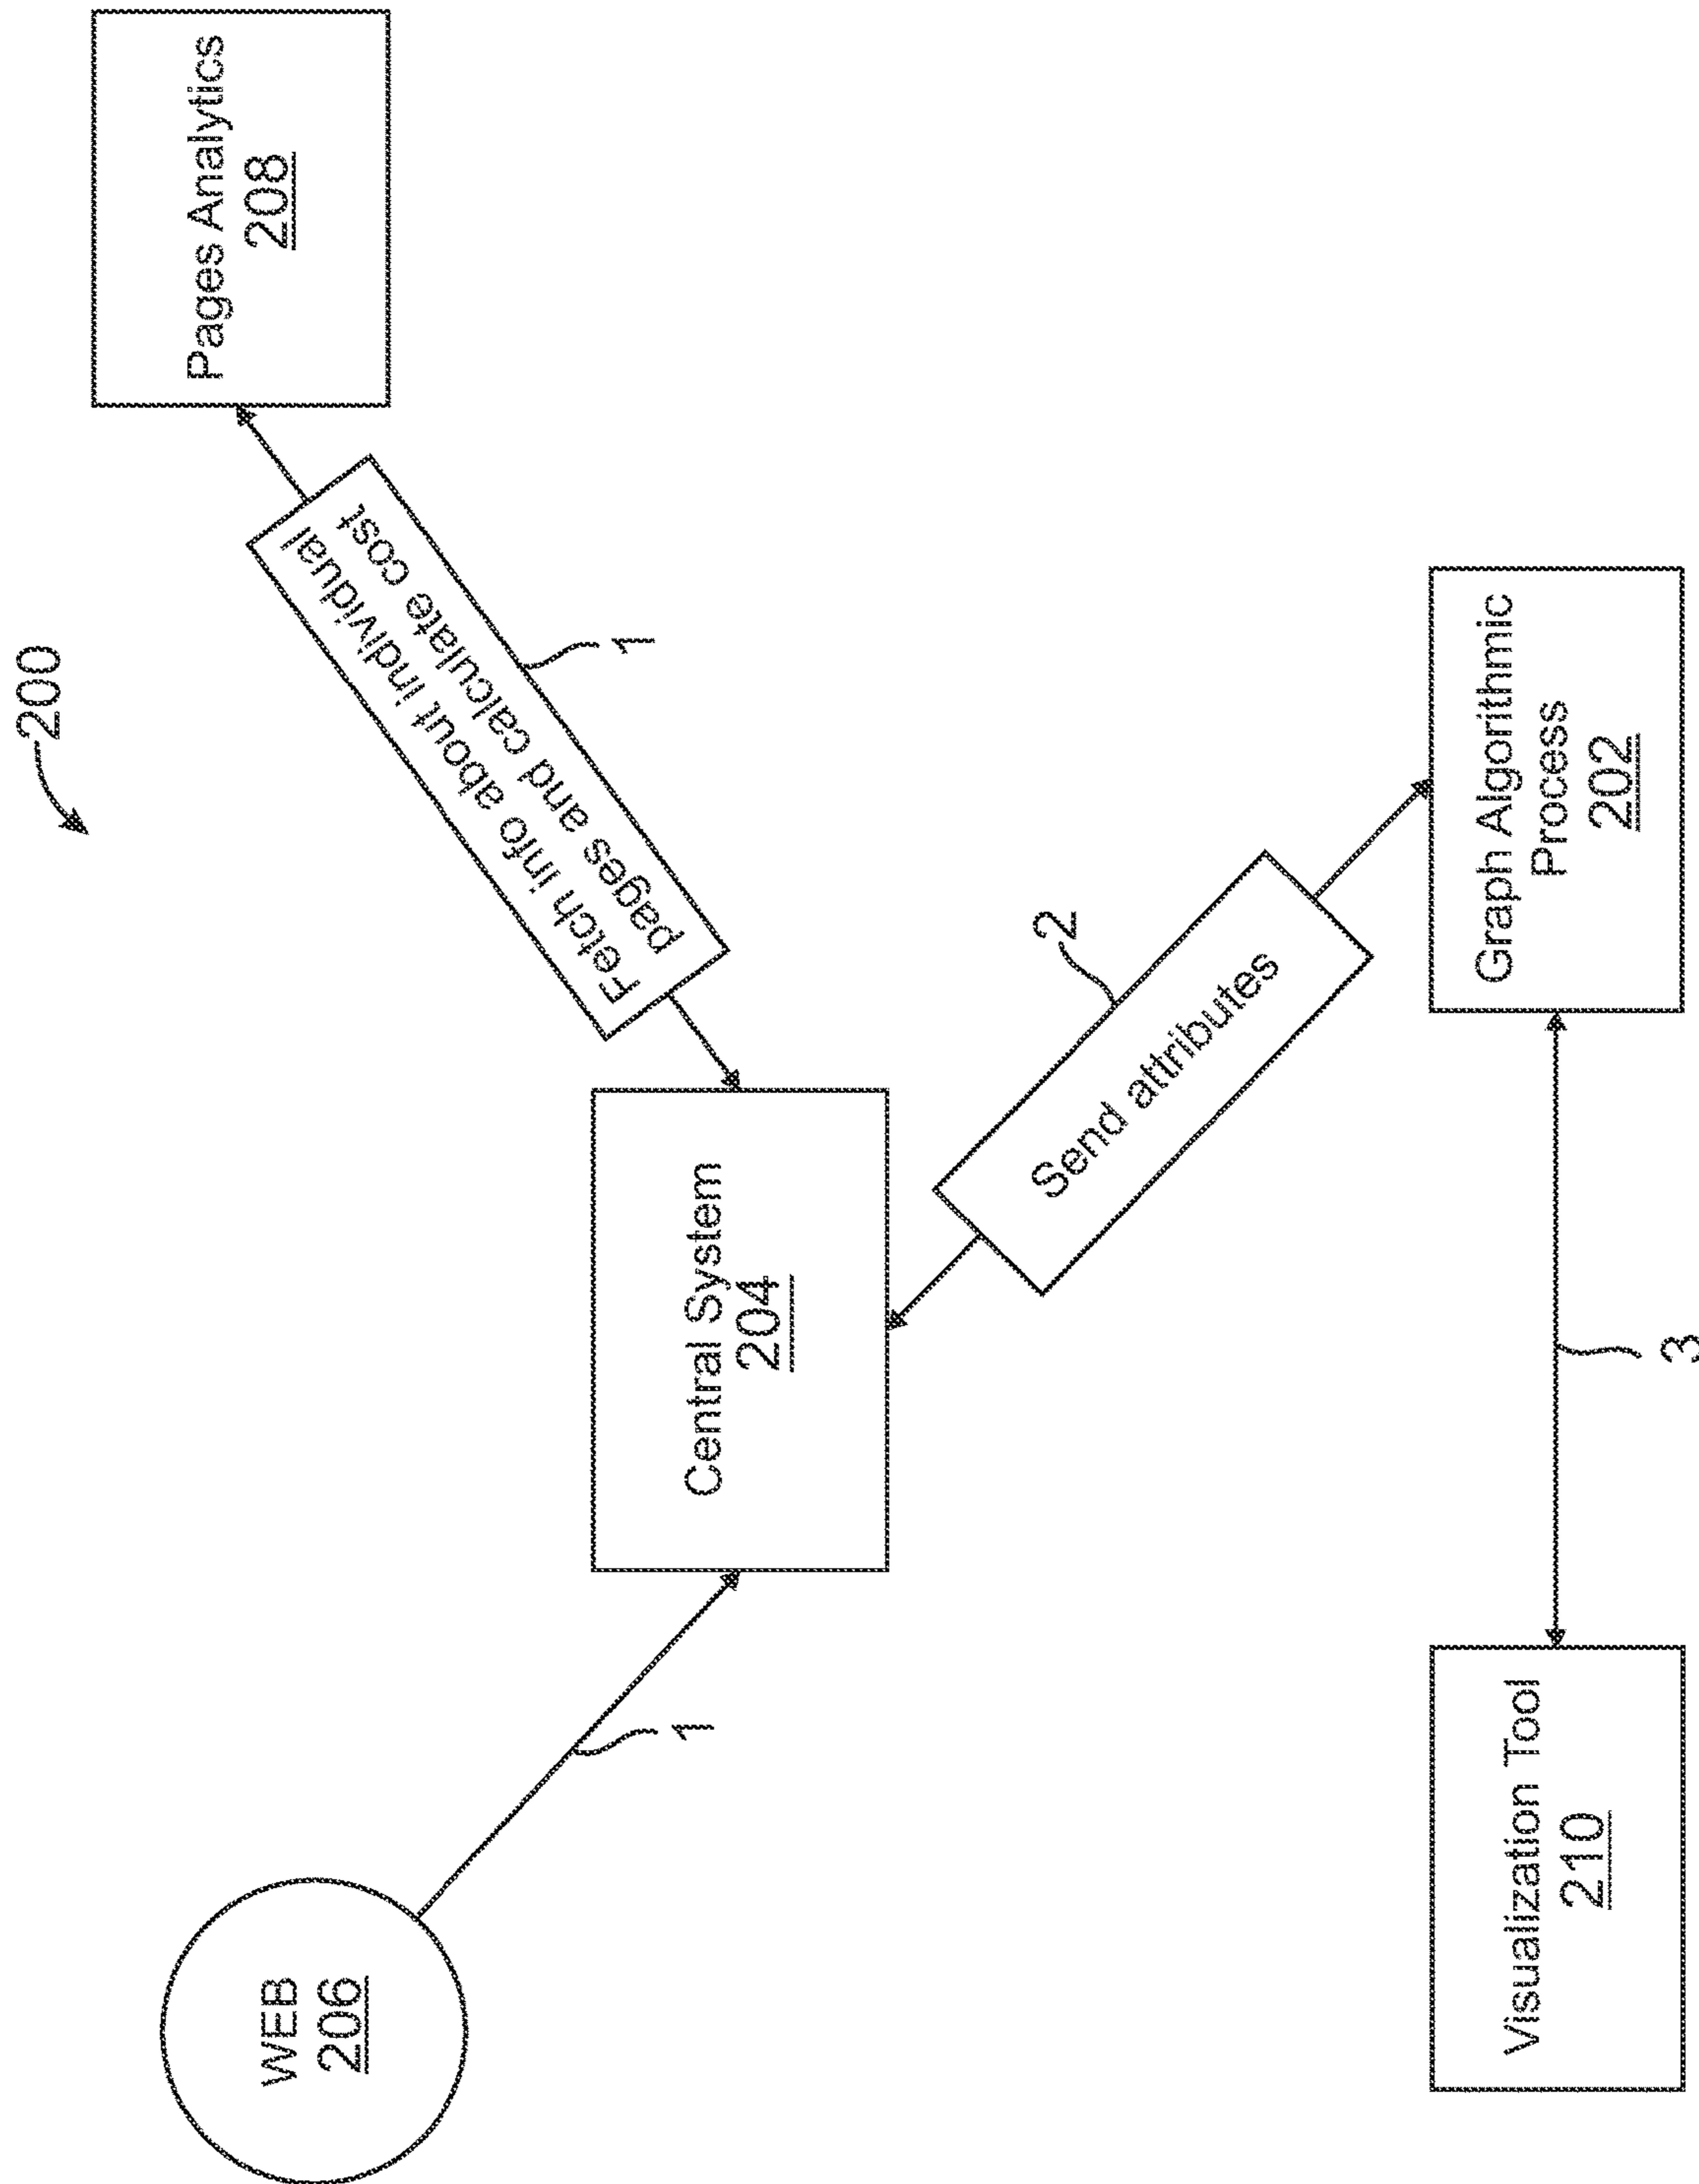 200
WEB
206
1
Central System
204
Fetch info about individual
pages and calculate cost
1
Pages Analytics
208
Send attributes
2
Visualization Tool
210
3
Graph Algorithmic
Process
202